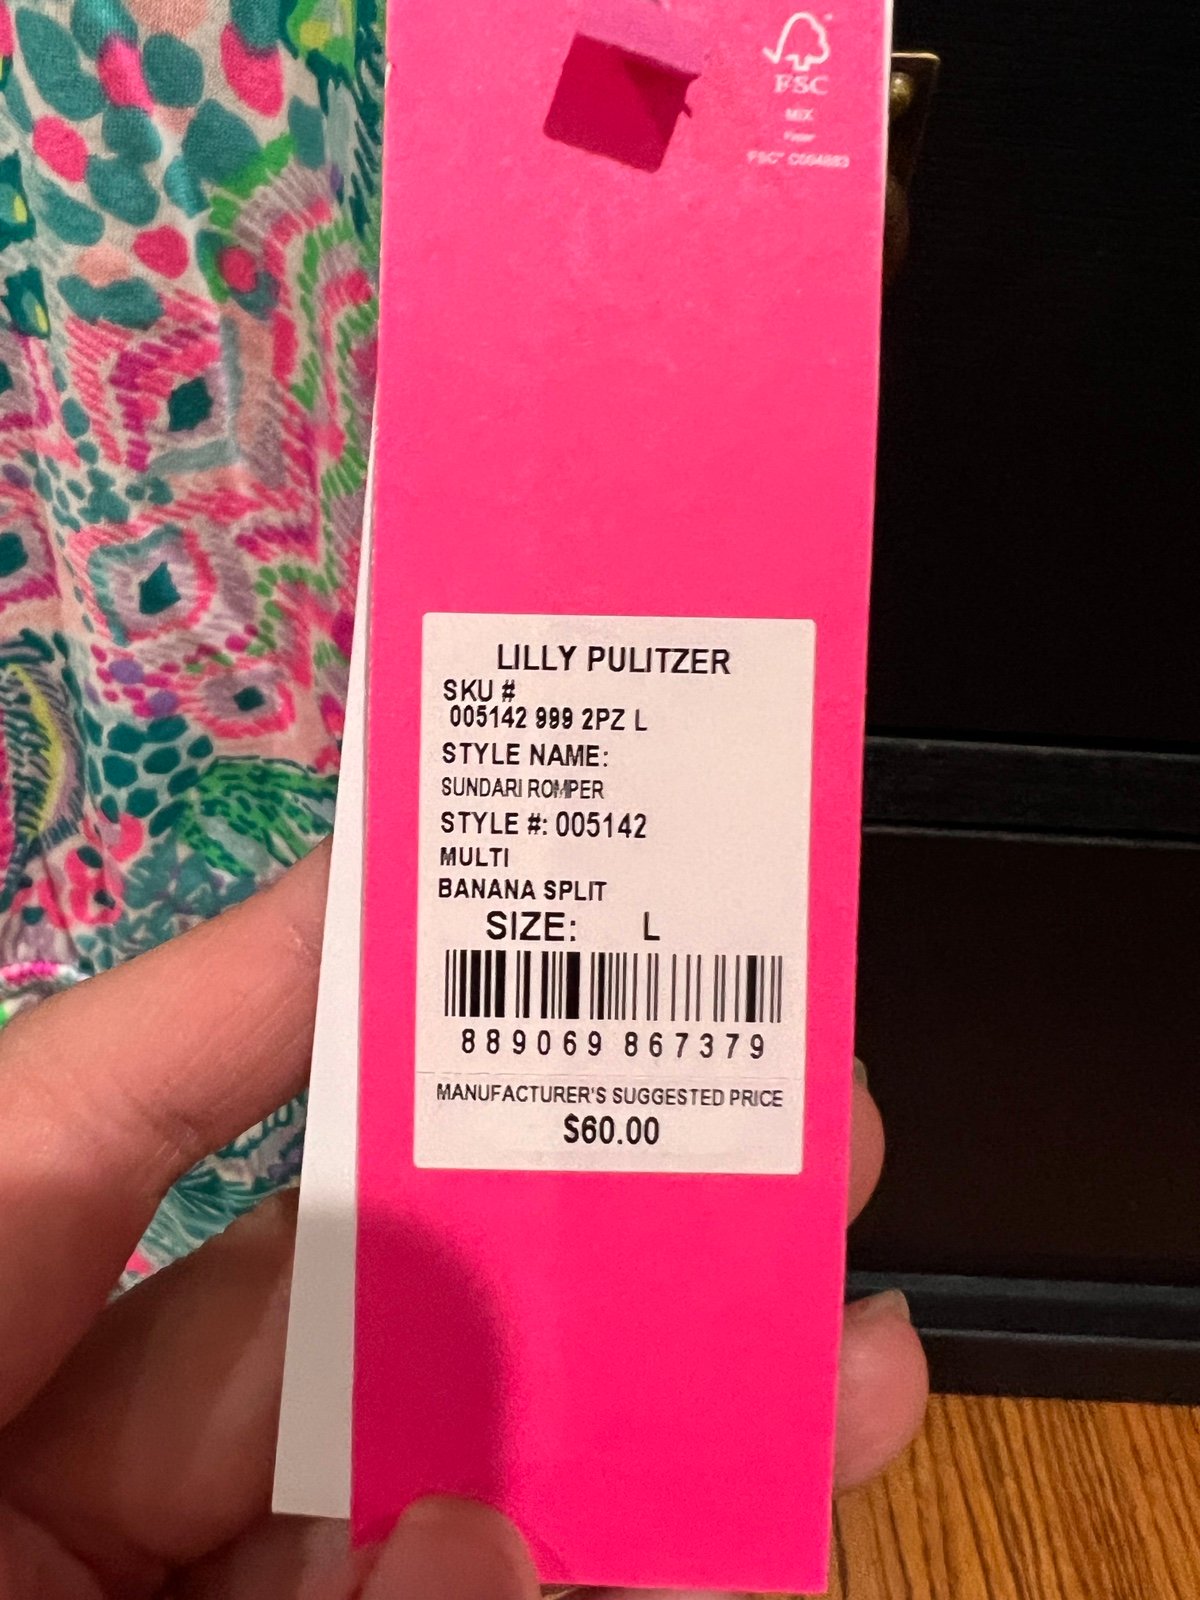 FSC
MIX
Paper
LILLY PULITZER
SKU #
005142 999 2PZ L
STYLE NAME:
SUNDARI ROMPER
STYLE #: 005142
MULTI
BANANA SPLIT
SIZE: L
889069 867379
MANUFACTURER'S SUGGESTED PRICE
$60.00